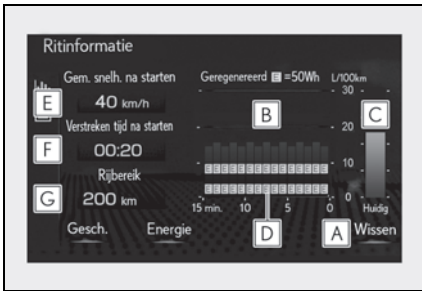 Ritinformatie
Gem. snelh. na starten
Geregenereerd E =50Wh
L/100km
E
40 km/h
B
C
30
20
10
0
F
Verstreken tijd na starten
00:20
G
Rijbereik
200 km
E E E E E E E E E E E E E E E
E E E E E E E E E E E E E E E
15 min. 10 5 0
Huidig
Gesch.
Energie
D
A
Wissen